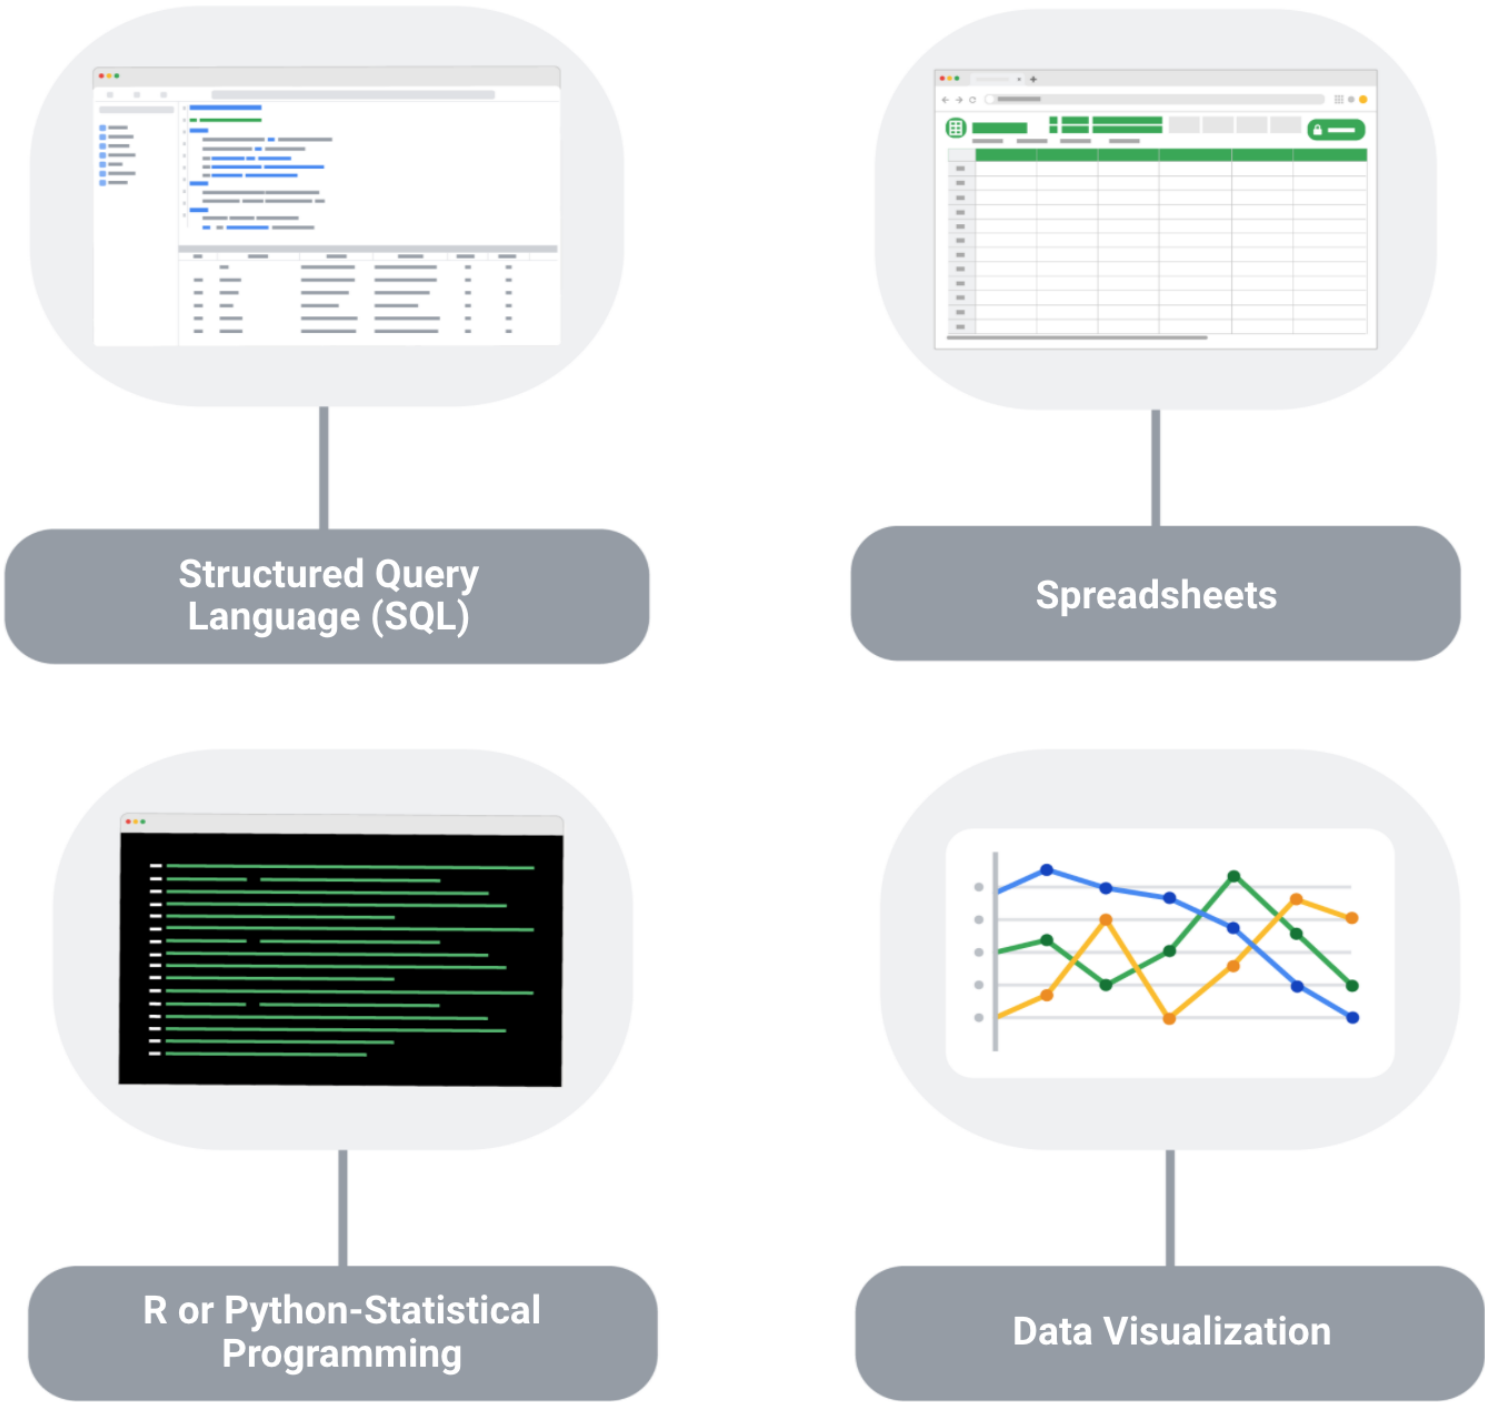 Structured Query
Language (SQL)
Spreadsheets
R or Python-Statistical
Programming
Data Visualization